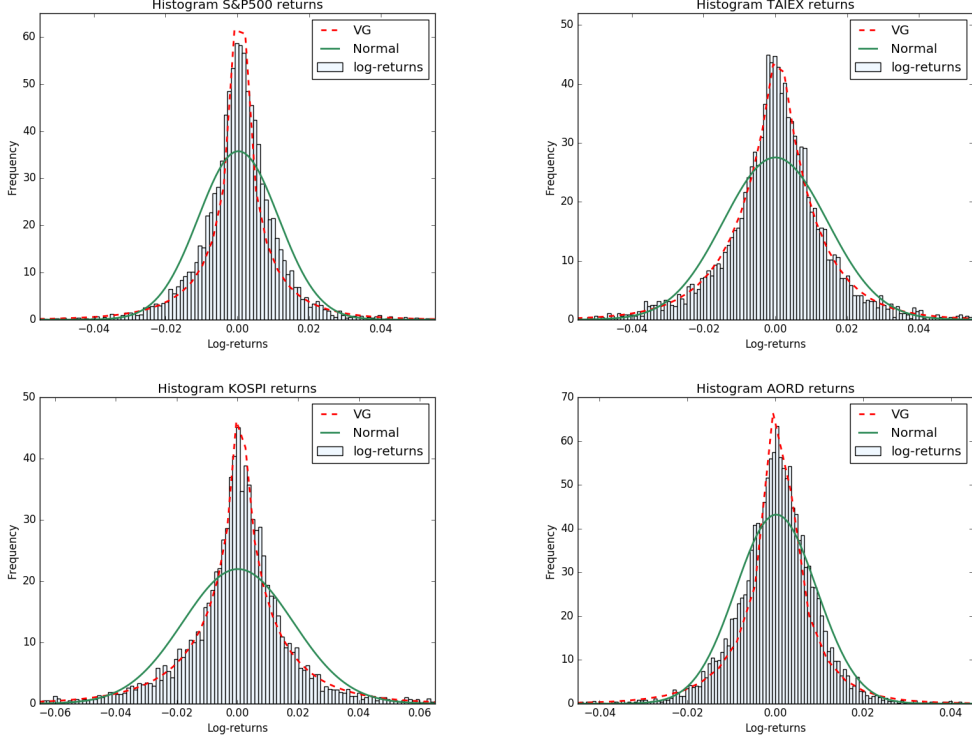 Histogram S&P500 returns
60
50
40
30
20
10
0
Frequency
VG
Normal
log-returns
−0.04 −0.02 0.00 0.02 0.04
Log-returns
Histogram TAIEX returns
50
40
30
20
10
0
Frequency
VG
Normal
log-returns
−0.04 −0.02 0.00 0.02 0.04
Log-returns
Histogram KOSPI returns
50
40
30
20
10
0
Frequency
VG
Normal
log-returns
−0.06 −0.04 −0.02 0.00 0.02 0.04 0.06
Log-returns
Histogram AORD returns
70
60
50
40
30
20
10
0
Frequency
VG
Normal
log-returns
−0.04 −0.02 0.00 0.02 0.04
Log-returns